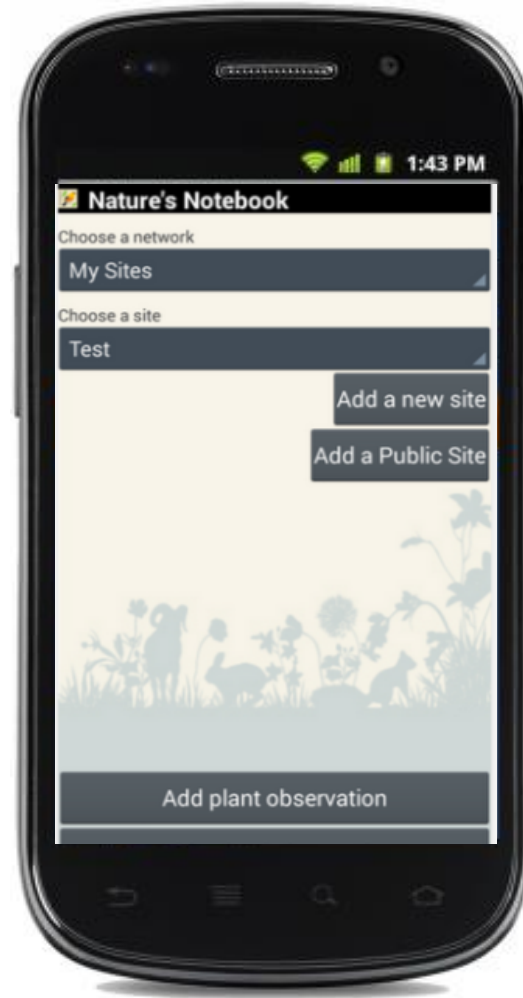 1:43 PM
Nature's Notebook
Choose a network
My Sites
Choose a site
Test
Add a new site
Add a Public Site
Add plant observation